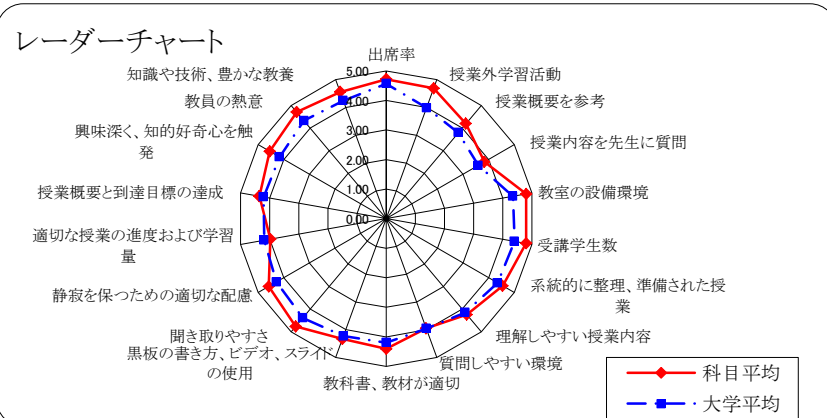 レーダーチャート
出席率
授業外学習活動
授業概要を参考
授業内容を先生に質問
教室の設備環境
受講学生数
系統的に整理、準備された授
業
理解しやすい授業内容
質問しやすい環境
教科書、教材が適切
黒板の書き方、ビデオ、スライド
の使用
聞き取りやすさ
静寂を保つための適切な配慮
適切な授業の進度および学習
量
授業概要と到達目標の達成
興味深く、知的好奇心を触
発
教員の熱意
知識や技術、豊かな教養
5.00
4.00
3.00
2.00
1.00
0.00
科目平均
大学平均